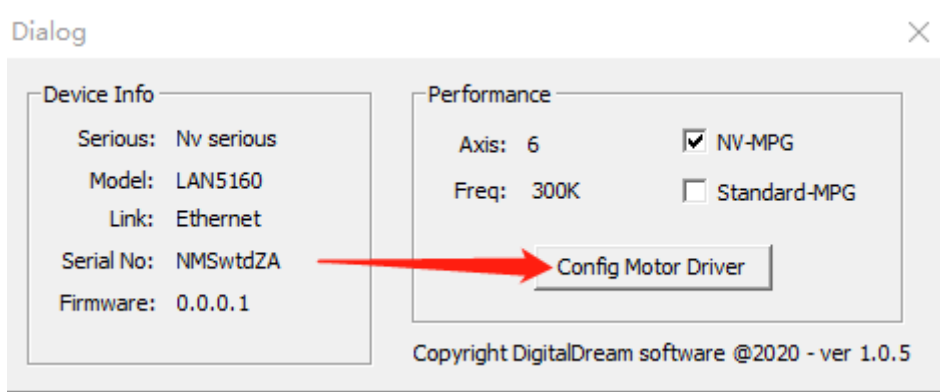 Dialog
Device Info
Serious: Nv serious
Model: LAN5160
Link: Ethernet
Serial No: NMSwtdZA
Firmware: 0.0.0.1
Performance
Axis: 6
NV-MPG
Freq: 300K
Standard-MPG
Config Motor Driver
Copyright DigitalDream software @2020 - ver 1.0.5